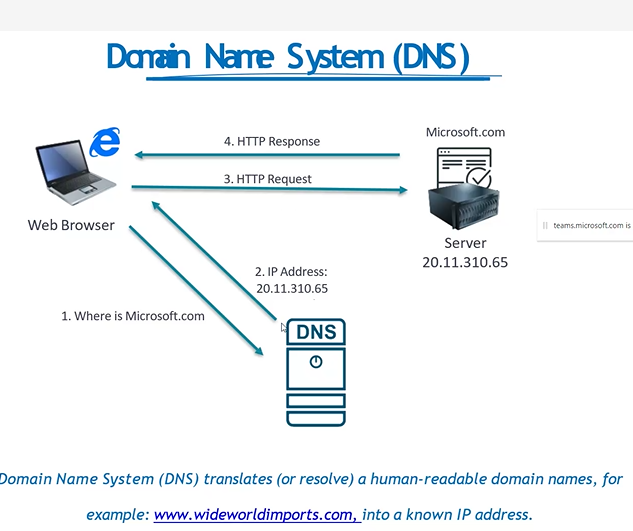 Domain Name System (DNS)
4. HTTP Response
Microsoft.com
3. HTTP Request
Web Browser
teams.microsoft.com is
Server
20.11.310.65
2. IP Address:
20.11.310.65
1. Where is Microsoft.com
DNS
Domain Name System (DNS) translates (or resolve) a human-readable domain names, for
example: www.wideworldimports.com, into a known IP address.